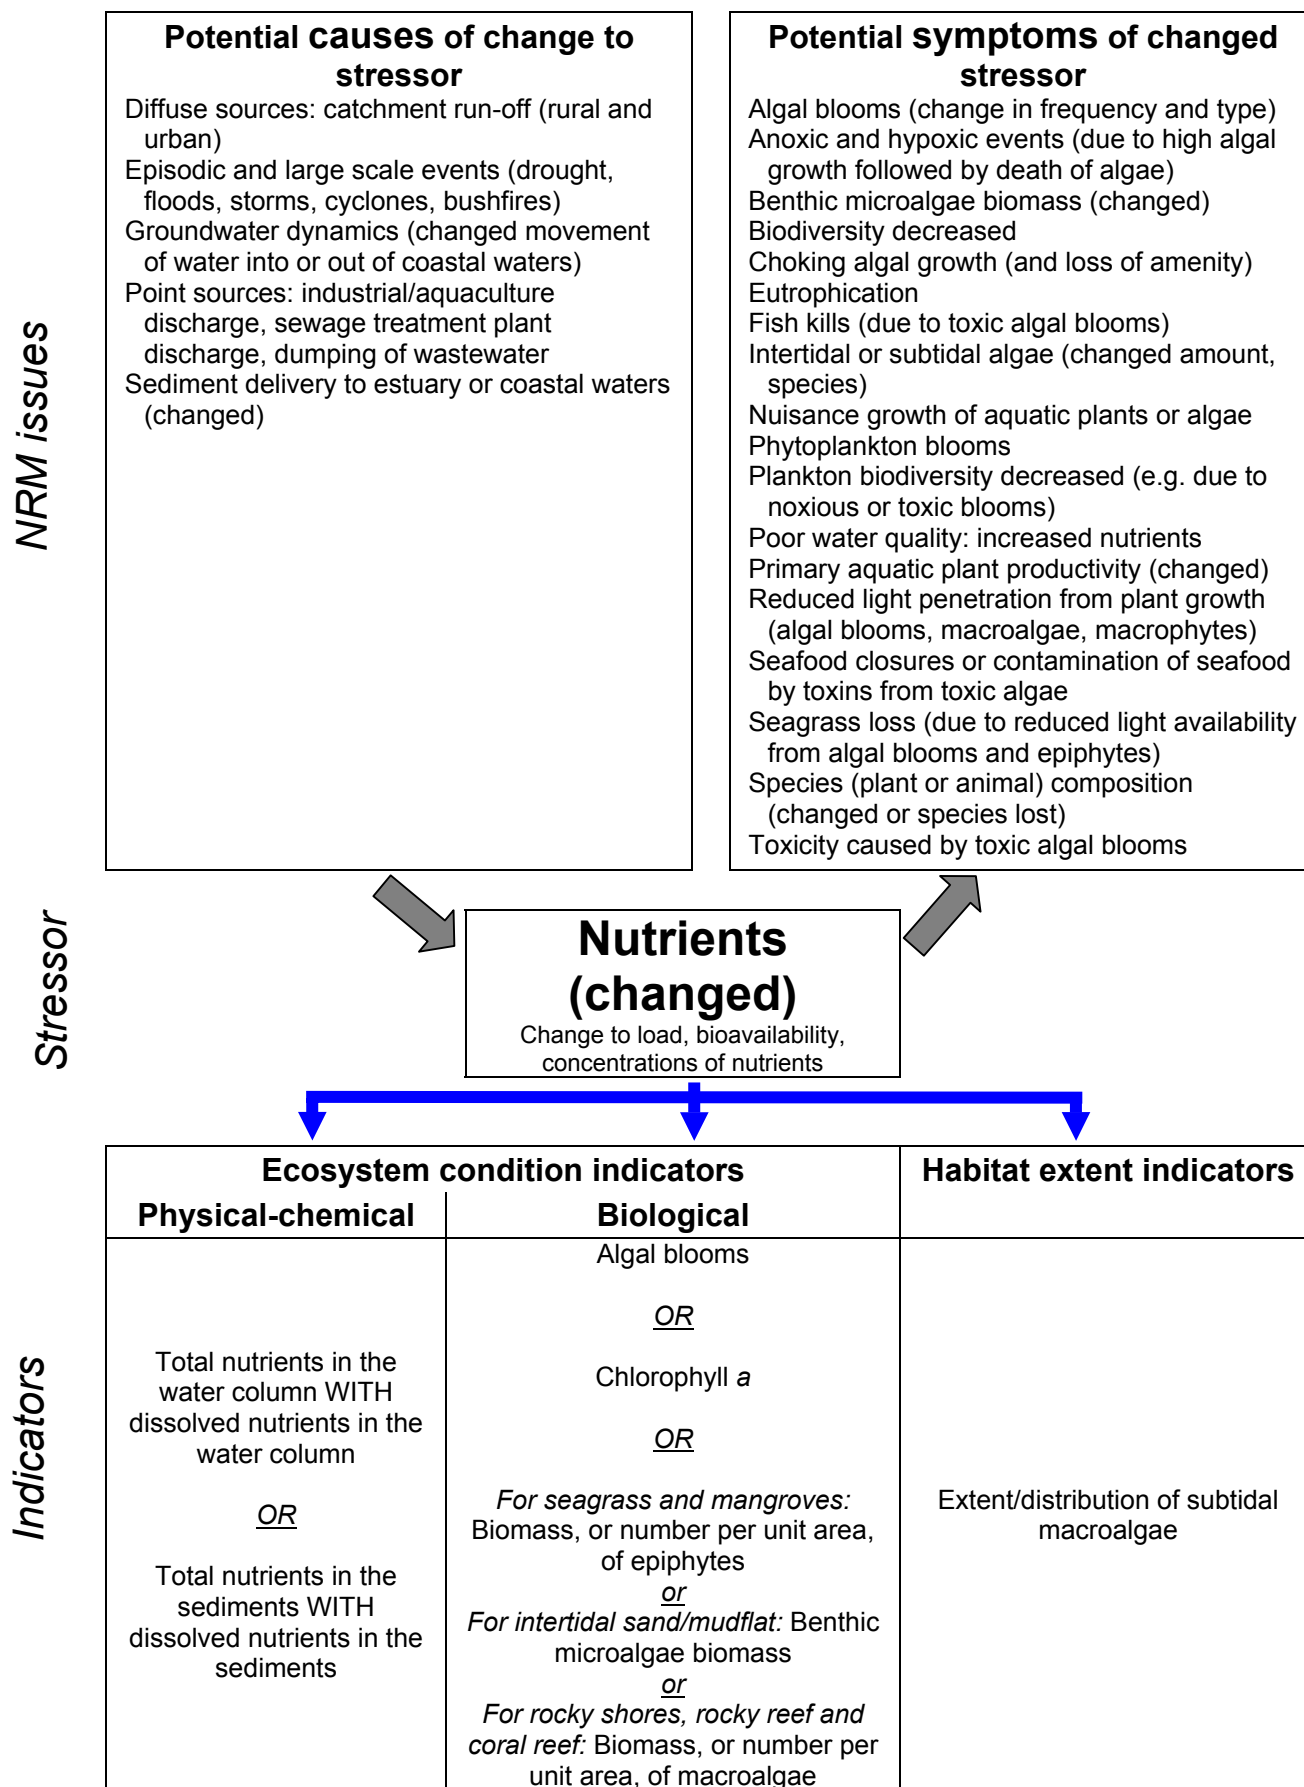 NRM issues
Potential causes of change to
stressor
Diffuse sources: catchment run-off (rural and
urban)
Episodic and large scale events (drought,
floods, storms, cyclones, bushfires)
Groundwater dynamics (changed movement
of water into or out of coastal waters)
Point sources: industrial/aquaculture
discharge, sewage treatment plant
discharge, dumping of wastewater
Sediment delivery to estuary or coastal waters
(changed)
Potential symptoms of changed
stressor
Algal blooms (change in frequency and type)
Anoxic and hypoxic events (due to high algal
growth followed by death of algae)
Benthic microalgae biomass (changed)
Biodiversity decreased
Choking algal growth (and loss of amenity)
Eutrophication
Fish kills (due to toxic algal blooms)
Intertidal or subtidal algae (changed amount,
species)
Nuisance growth of aquatic plants or algae
Phytoplankton blooms
Plankton biodiversity decreased (e.g. due to
noxious or toxic blooms)
Poor water quality: increased nutrients
Primary aquatic plant productivity (changed)
Reduced light penetration from plant growth
(algal blooms, macroalgae, macrophytes)
Seafood closures or contamination of seafood
by toxins from toxic algae
Seagrass loss (due to reduced light availability
from algal blooms and epiphytes)
Species (plant or animal) composition
(changed or species lost)
Toxicity caused by toxic algal blooms
Stressor
Nutrients
(changed)
Change to load, bioavailability,
concentrations of nutrients
Indicators
Ecosystem condition indicators
Habitat extent indicators
Physical-chemical
Biological
Total nutrients in the
water column WITH
dissolved nutrients in the
water column
OR
Total nutrients in the
sediments WITH
dissolved nutrients in the
sediments
Algal blooms
OR
Chlorophyll a
OR
For seagrass and mangroves:
Biomass, or number per unit area,
of epiphytes
or
For intertidal sand/mudflat: Benthic
microalgae biomass
or
For rocky shores, rocky reef and
coral reef: Biomass, or number per
unit area, of macroalgae
Extent/distribution of subtidal
macroalgae